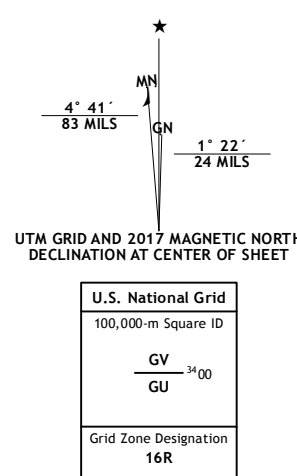 ★
MN
GN
4° 41´
83 MILS
1° 22´
24 MILS
UTM GRID AND 2017 MAGNETIC NORTH
DECLINATION AT CENTER OF SHEET
U.S. National Grid
100,000-m Square ID
GV
3400
GU
Grid Zone Designation
16R